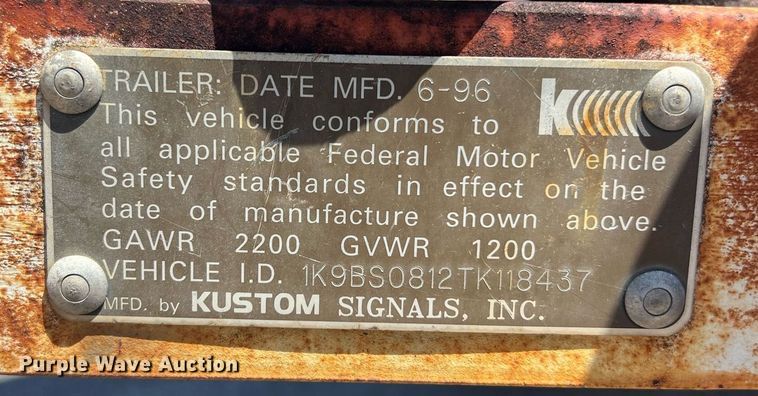 TRAILER: DATE MFD. 6-96
This vehicle conforms to
all applicable Federal Motor Vehicle
Safety standards in effect on the
date of manufacture shown above.
GAWR 2200 GVWR 1200
VEHICLE I.D. 1K9BS0812TK118437
MFD. by KUSTOM SIGNALS, INC.
k
Purple Wave Auction